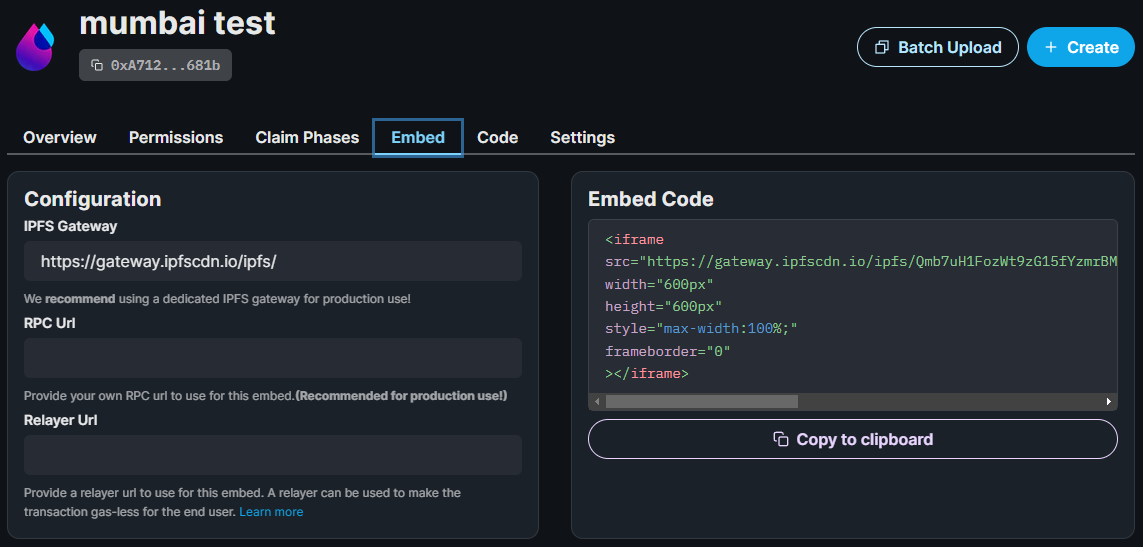 mumbai test
0xA712...681b
Batch Upload
+ Create
Overview Permissions Claim Phases Embed Code Settings
Configuration
IPFS Gateway
https://gateway.ipfscdn.io/ipfs/
We recommend using a dedicated IPFS gateway for production use!
RPC Url
Provide your own RPC url to use for this embed.(Recommended for production use!)
Relayer Url
Provide a relayer url to use for this embed. A relayer can be used to make the
transaction gas-less for the end user. Learn more
Embed Code
<iframe
src="https://gateway.ipfscdn.io/ipfs/Qmb7uH1FozWt9zG15fYzmrBM
width="600px"
height="600px"
style="max-width:100%;"
frameborder="0"
></iframe>
Copy to clipboard